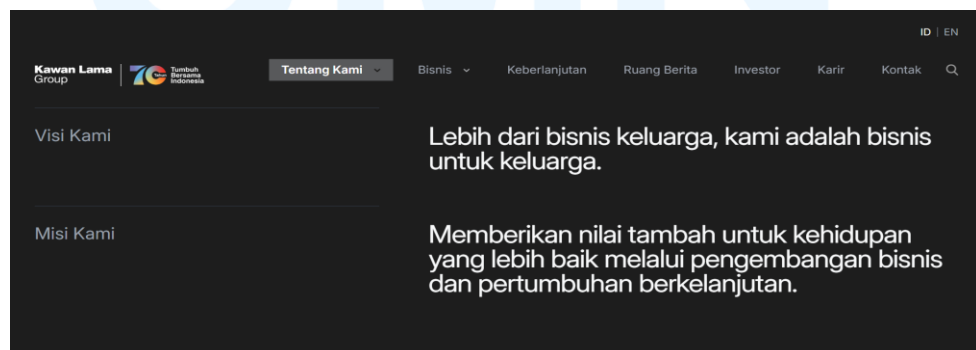 ID | EN
Kawan Lama
Group
70 Tahun
Tumbuh
Bersama
Indonesia
Tentang Kami
Bisnis
Keberlanjutan
Ruang Berita
Investor
Karir
Kontak
Visi Kami
Lebih dari bisnis keluarga, kami adalah bisnis
untuk keluarga.
Misi Kami
Memberikan nilai tambah untuk kehidupan
yang lebih baik melalui pengembangan bisnis
dan pertumbuhan berkelanjutan.